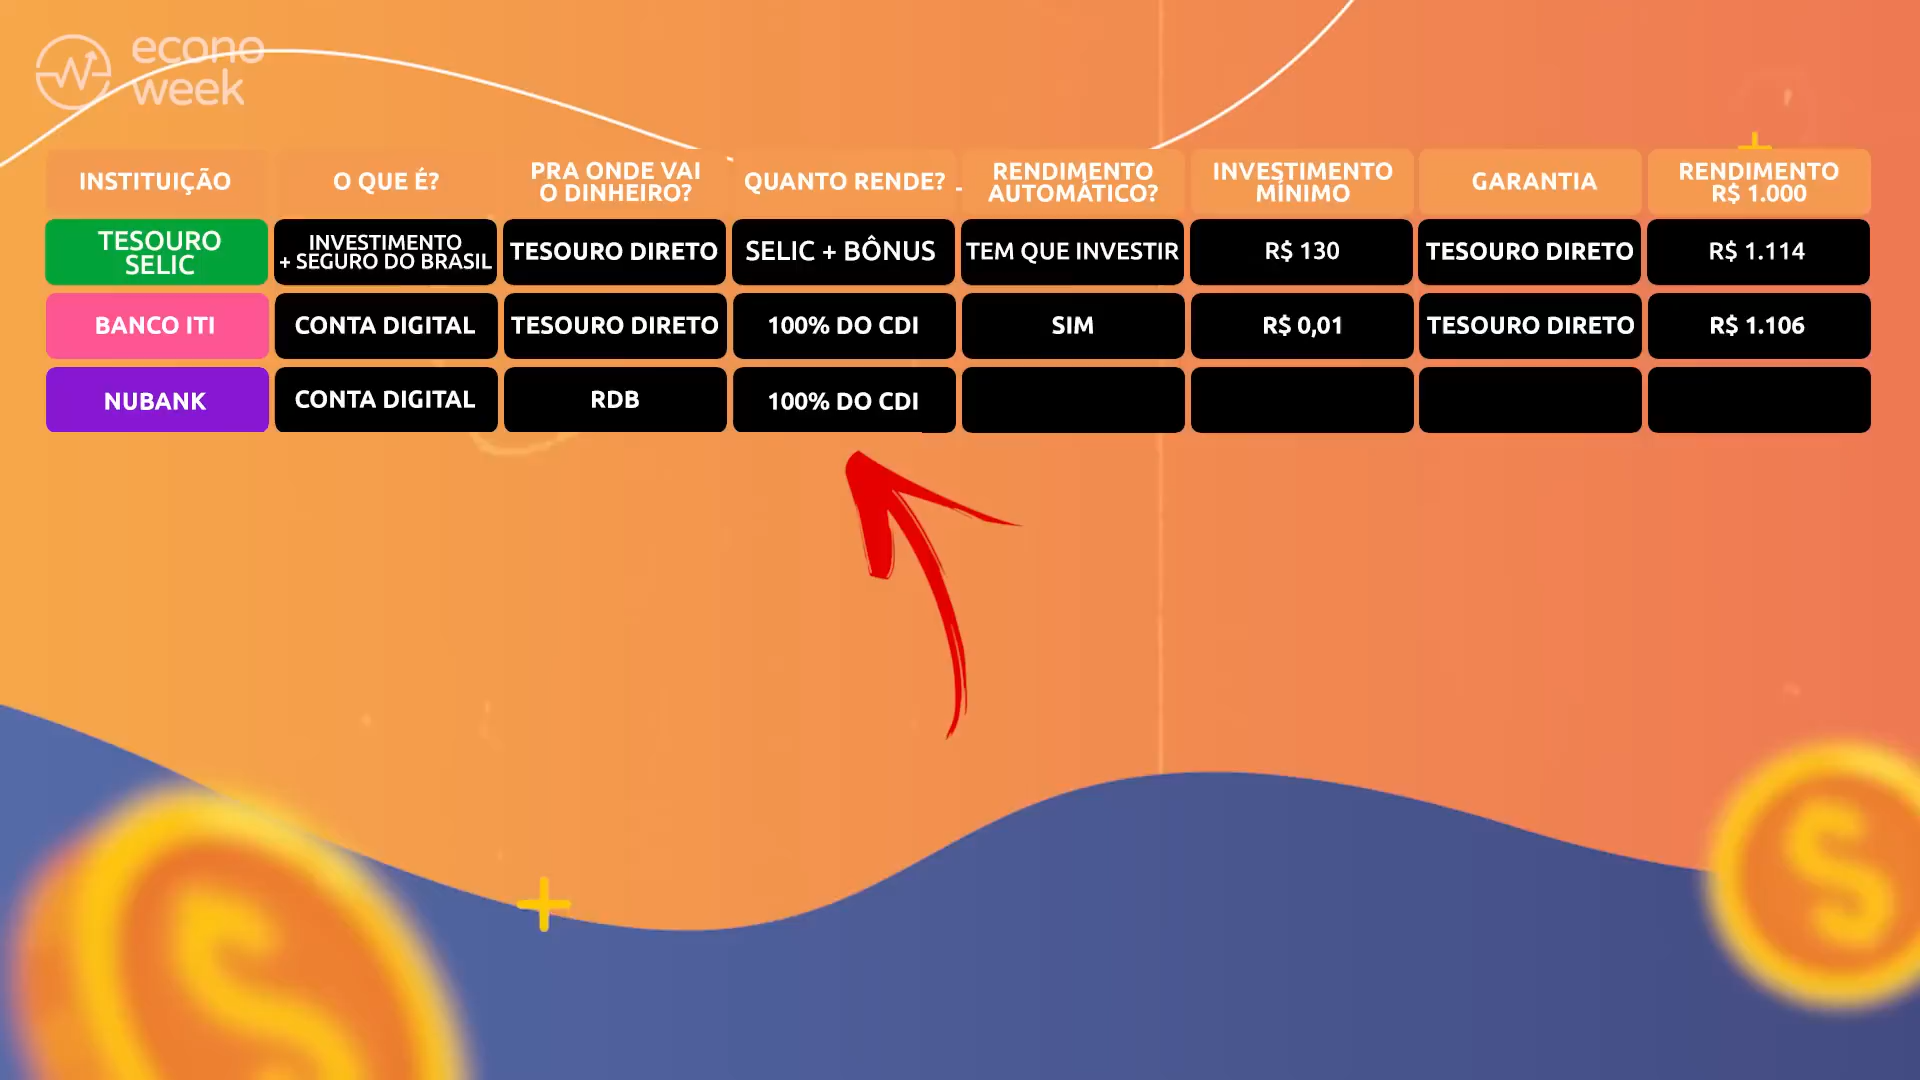 econo
week
INSTITUIÇÃO
O QUE É?
PRA ONDE VAI
O DINHEIRO?
QUANTO RENDE?
RENDIMENTO
AUTOMÁTICO?
INVESTIMENTO
MÍNIMO
GARANTIA
RENDIMENTO
R$ 1.000
TESOURO
SELIC
INVESTIMENTO
+ SEGURO DO BRASIL
TESOURO DIRETO
SELIC + BÔNUS
TEM QUE INVESTIR
R$ 130
TESOURO DIRETO
R$ 1.114
BANCO ITI
CONTA DIGITAL
TESOURO DIRETO
100% DO CDI
SIM
R$ 0,01
TESOURO DIRETO
R$ 1.106
NUBANK
CONTA DIGITAL
RDB
100% DO CDI